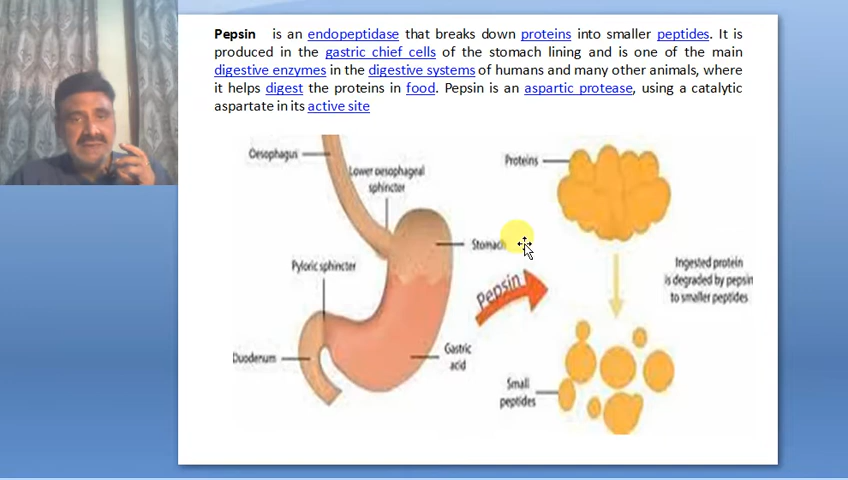 Pepsin is an endopeptidase that breaks down proteins into smaller peptides. It is
produced in the gastric chief cells of the stomach lining and is one of the main
digestive enzymes in the digestive systems of humans and many other animals, where
it helps digest the proteins in food. Pepsin is an aspartic protease, using a catalytic
aspartate in its active site
Oesophagus
Lower oesophageal
sphincter
Proteins
Stomach
Pyloric sphincter
Ingested protein
is degraded by pepsin
to smaller peptides
Pepsin
Duodenum
Gastric
acid
Small
peptides